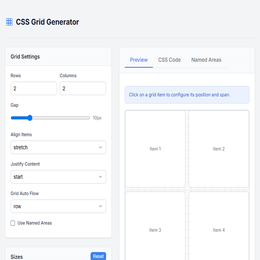 CSS Grid Generator
Grid Settings
Rows
Columns
2
2
Gap
10px
Align Items
stretch
Justify Content
start
Grid Auto Flow
row
Use Named Areas
Sizes
Reset
Preview
CSS Code
Named Areas
Click on a grid item to configure its position and span.
Item 1
Item 2
Item 3
Item 4